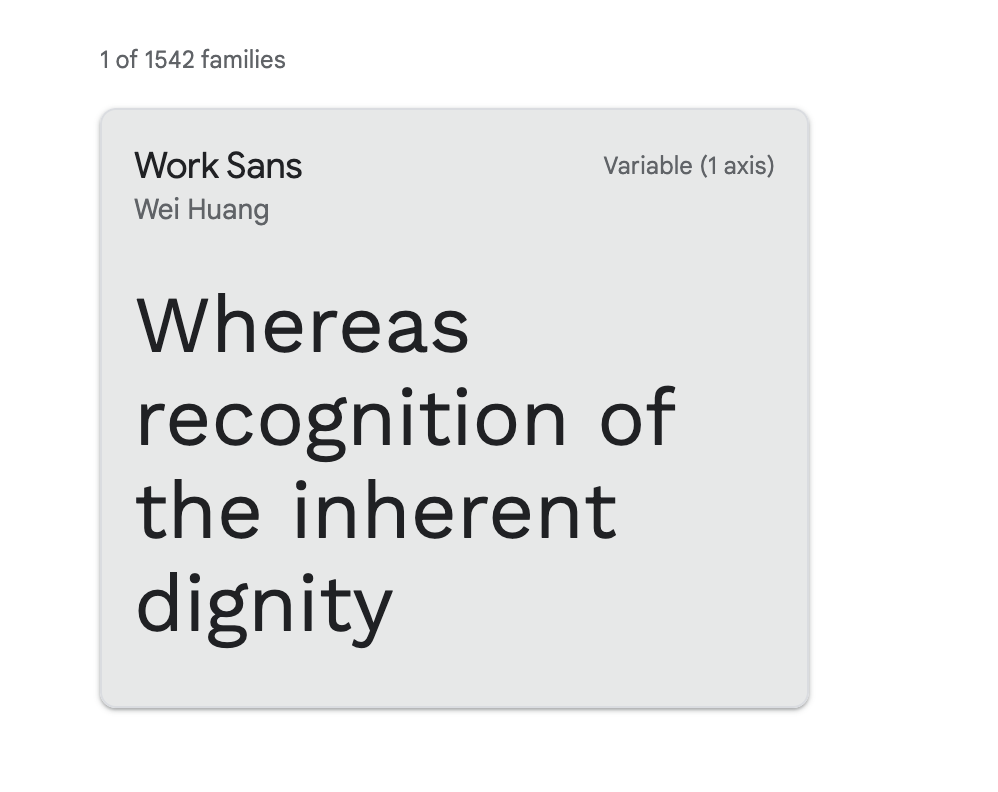 1 of 1542 families
Work Sans
Variable (1 axis)
Wei Huang
Whereas
recognition of
the inherent
dignity